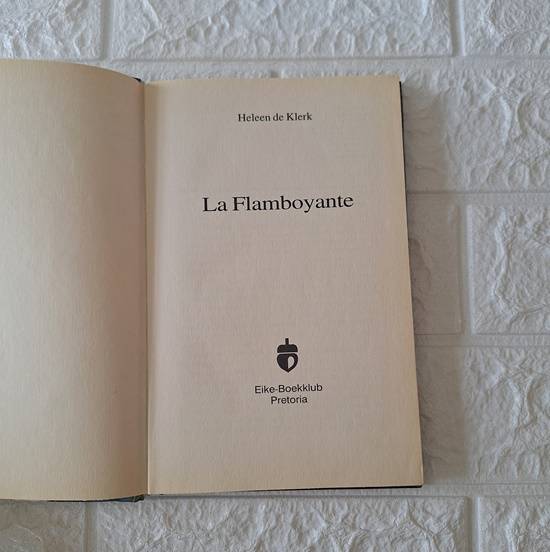 Heleen de Klerk
La Flamboyante
Eike-Boekklub
Pretoria